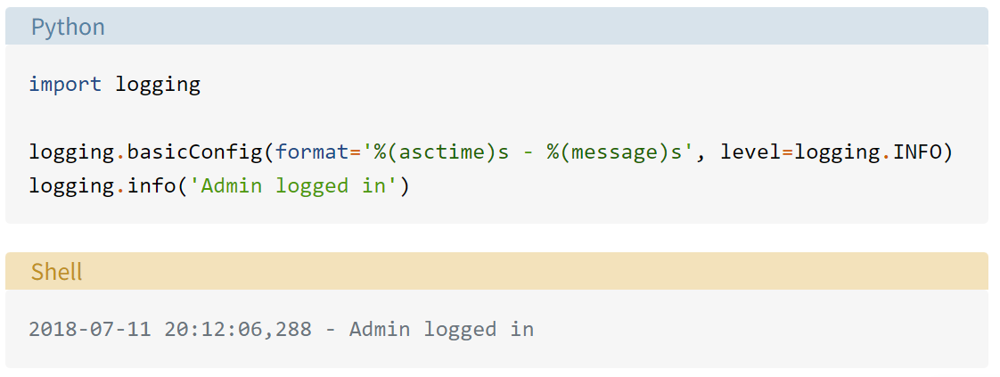 Python
import logging
logging.basicConfig(format='%(asctime)s - %(message)s', level=logging.INFO)
logging.info('Admin logged in')
Shell
2018-07-11 20:12:06,288 - Admin logged in